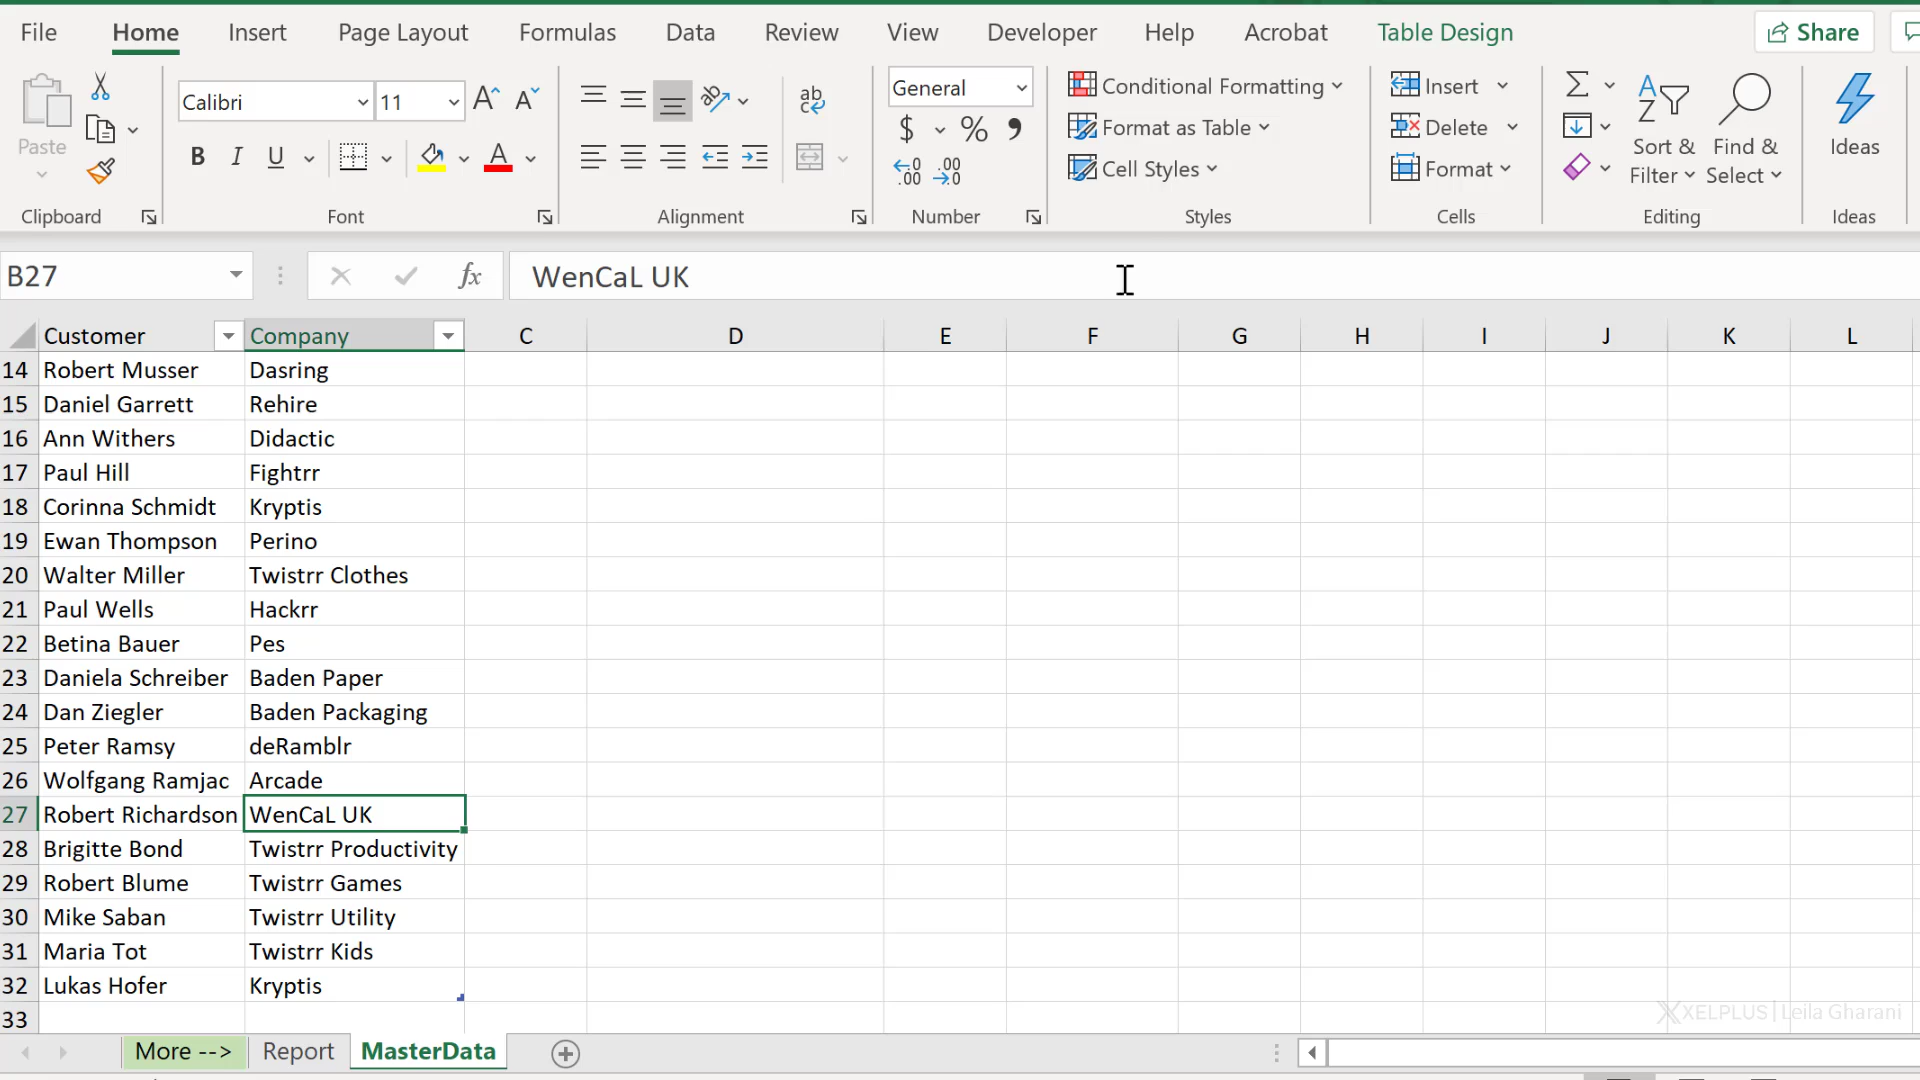 File Home Insert Page Layout Formulas Data Review View Developer Help Acrobat Table Design Share
Calibri 11 General Conditional Formatting Insert
Paste B I U $ % Format as Table Delete Sort & Find & Ideas
Cell Styles Format Filter Select
Clipboard Font Alignment Number Styles Cells Editing Ideas
B27 fx WenCaL UK
Customer Company C D E F G H I J K L
14 Robert Musser Dasring
15 Daniel Garrett Rehire
16 Ann Withers Didactic
17 Paul Hill Fightrr
18 Corinna Schmidt Kryptis
19 Ewan Thompson Perino
20 Walter Miller Twistrr Clothes
21 Paul Wells Hackrr
22 Betina Bauer Pes
23 Daniela Schreiber Baden Paper
24 Dan Ziegler Baden Packaging
25 Peter Ramsy deRamblr
26 Wolfgang Ramjac Arcade
27 Robert Richardson WenCaL UK
28 Brigitte Bond Twistrr Productivity
29 Robert Blume Twistrr Games
30 Mike Saban Twistrr Utility
31 Maria Tot Twistrr Kids
32 Lukas Hofer Kryptis
33
XELPLUS | Leila Gharani
More --> Report MasterData